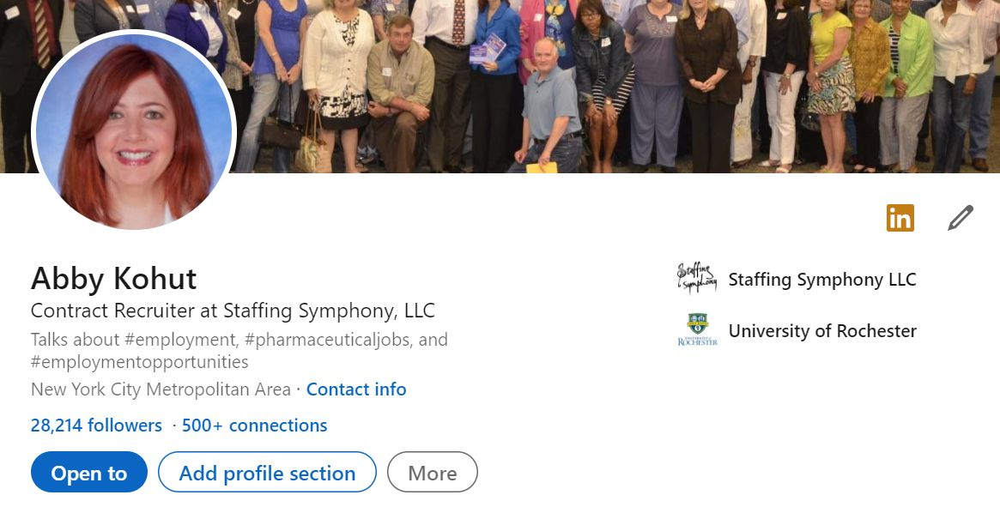 in
Abby Kohut
Contract Recruiter at Staffing Symphony, LLC
Talks about #employment, #pharmaceuticaljobs, and
#employmentopportunities
New York City Metropolitan Area · Contact info
28,214 followers · 500+ connections
Open to
Add profile section
More
Staffing
Symphony
Staffing Symphony LLC
UNIVERSITY of
ROCHESTER
University of Rochester